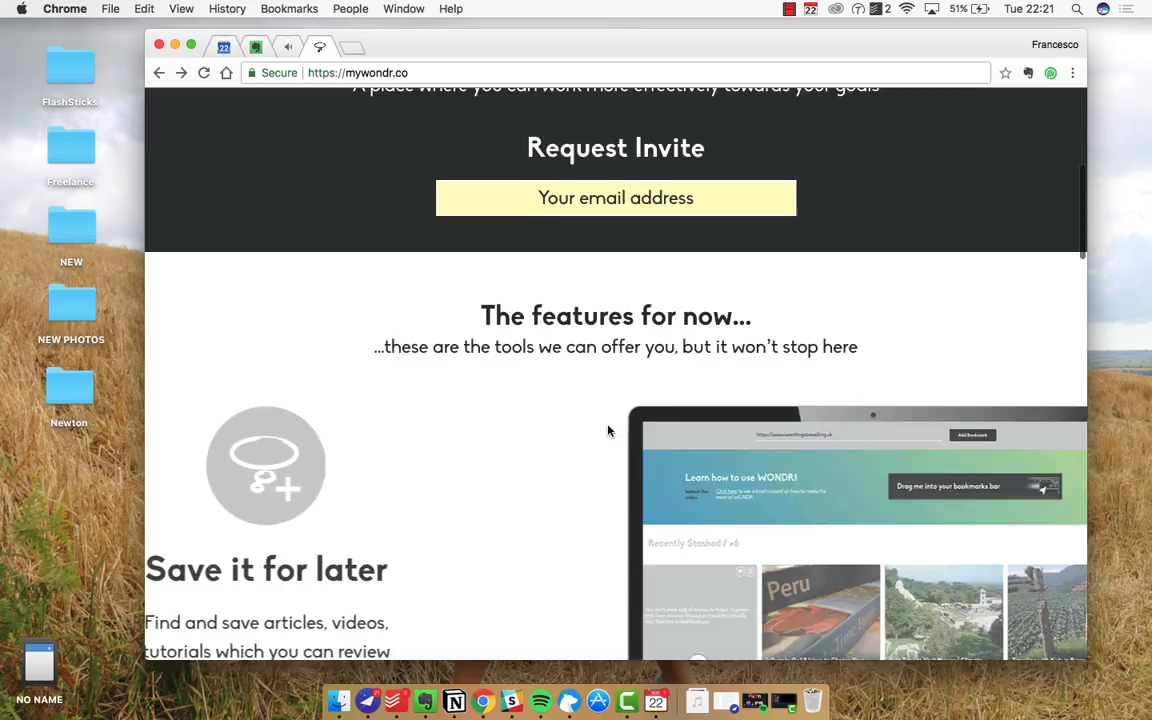 Chrome File Edit View History Bookmarks People Window Help
22
2
51%
Tue 22:21
FlashSticks
Freelance
NEW
NEW PHOTOS
Newton
NO NAME
22
Francesco
Secure
https://mywondr.co
A place where you can work more effectively towards your goals
Request Invite
Your email address
The features for now...
...these are the tools we can offer you, but it won't stop here
Save it for later
Find and save articles, videos,
tutorials which you can review
Add Bookmark
Learn how to use WONDR!
Drag me into your bookmarks bar
Recently Stashed / +6
Peru
22